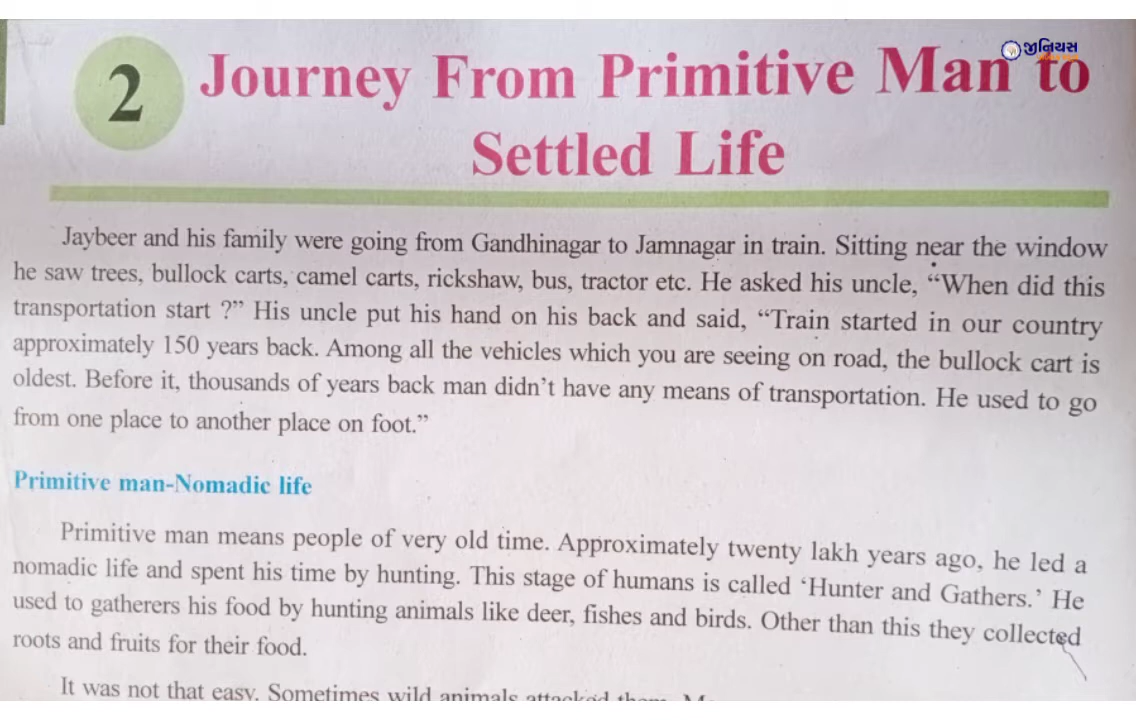 જીનિયસ
2
Journey From Primitive Man to
Settled Life
Jaybeer and his family were going from Gandhinagar to Jamnagar in train. Sitting near the window
he saw trees, bullock carts, camel carts, rickshaw, bus, tractor etc. He asked his uncle, “When did this
transportation start ?” His uncle put his hand on his back and said, “Train started in our country
approximately 150 years back. Among all the vehicles which you are seeing on road, the bullock cart is
oldest. Before it, thousands of years back man didn’t have any means of transportation. He used to go
from one place to another place on foot.”
Primitive man-Nomadic life
Primitive man means people of very old time. Approximately twenty lakh years ago, he led a
nomadic life and spent his time by hunting. This stage of humans is called ‘Hunter and Gathers.’ He
used to gatherers his food by hunting animals like deer, fishes and birds. Other than this they collected
roots and fruits for their food.
It was not that easy. Sometimes wild animals attacked them.